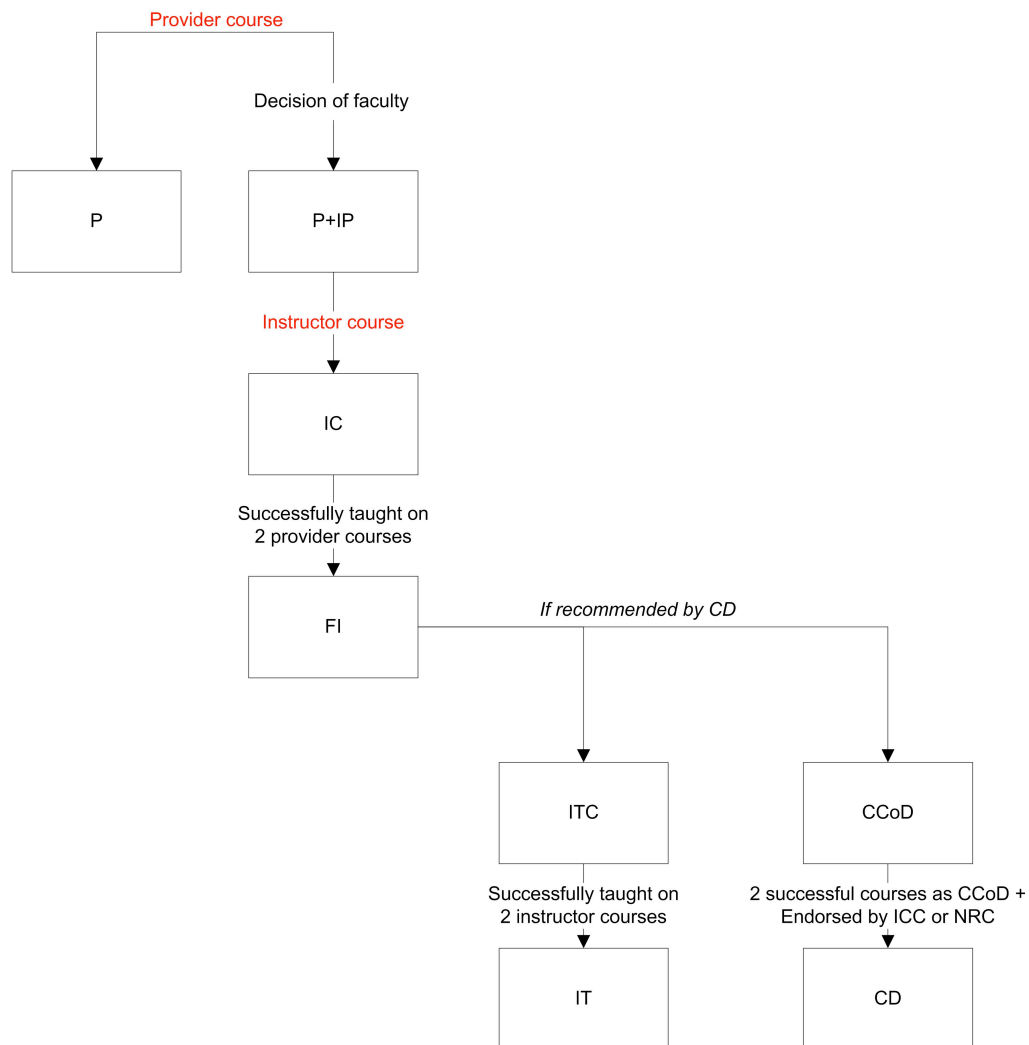 Provider course
Decision of faculty
P
P+IP
Instructor course
IC
Successfully taught on
2 provider courses
FI
If recommended by CD
ITC
CCoD
Successfully taught on
2 instructor courses
2 successful courses as CCoD +
Endorsed by ICC or NRC
IT
CD